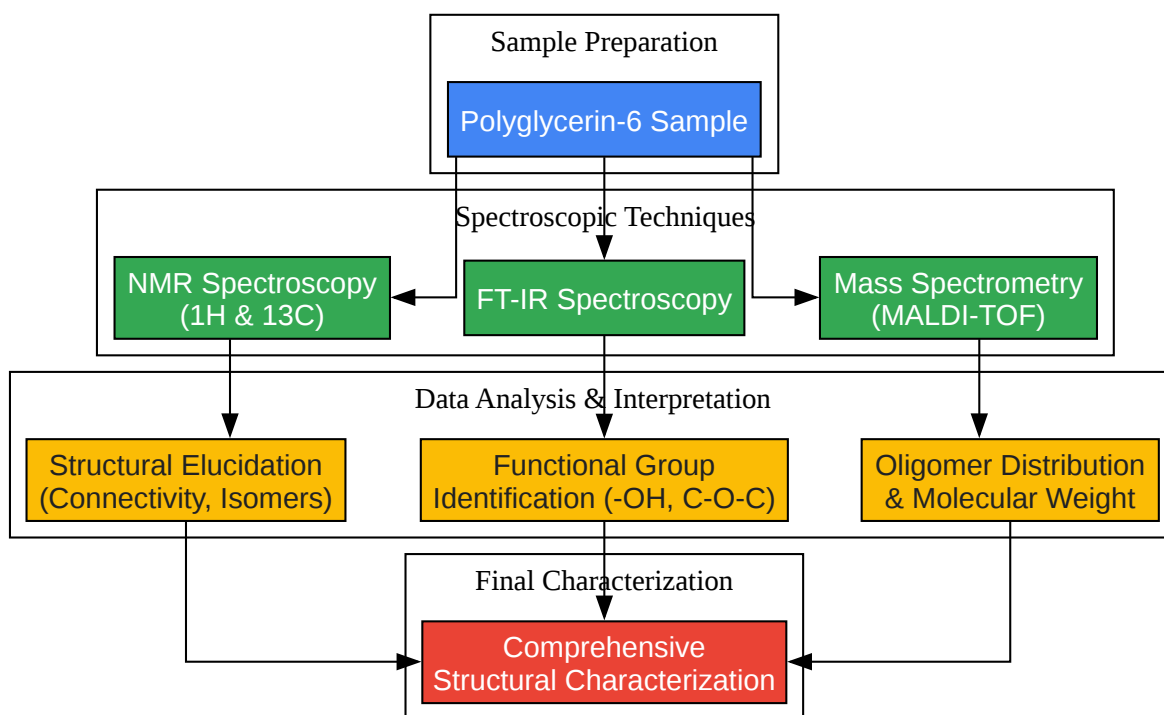 Sample Preparation
Polyglycerin-6 Sample
Spectroscopic Techniques
NMR Spectroscopy
(1H & 13C)
FT-IR Spectroscopy
Mass Spectrometry
(MALDI-TOF)
Data Analysis & Interpretation
Structural Elucidation
(Connectivity, Isomers)
Functional Group
Identification (-OH, C-O-C)
Oligomer Distribution
& Molecular Weight
Final Characterization
Comprehensive
Structural Characterization